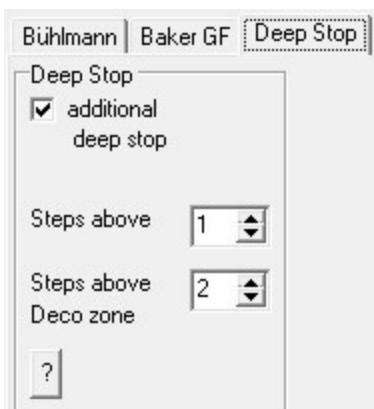 Bühlmann Baker GF Deep Stop
Deep Stop
additional
deep stop
Steps above 1
Steps above 2
Deco zone
?